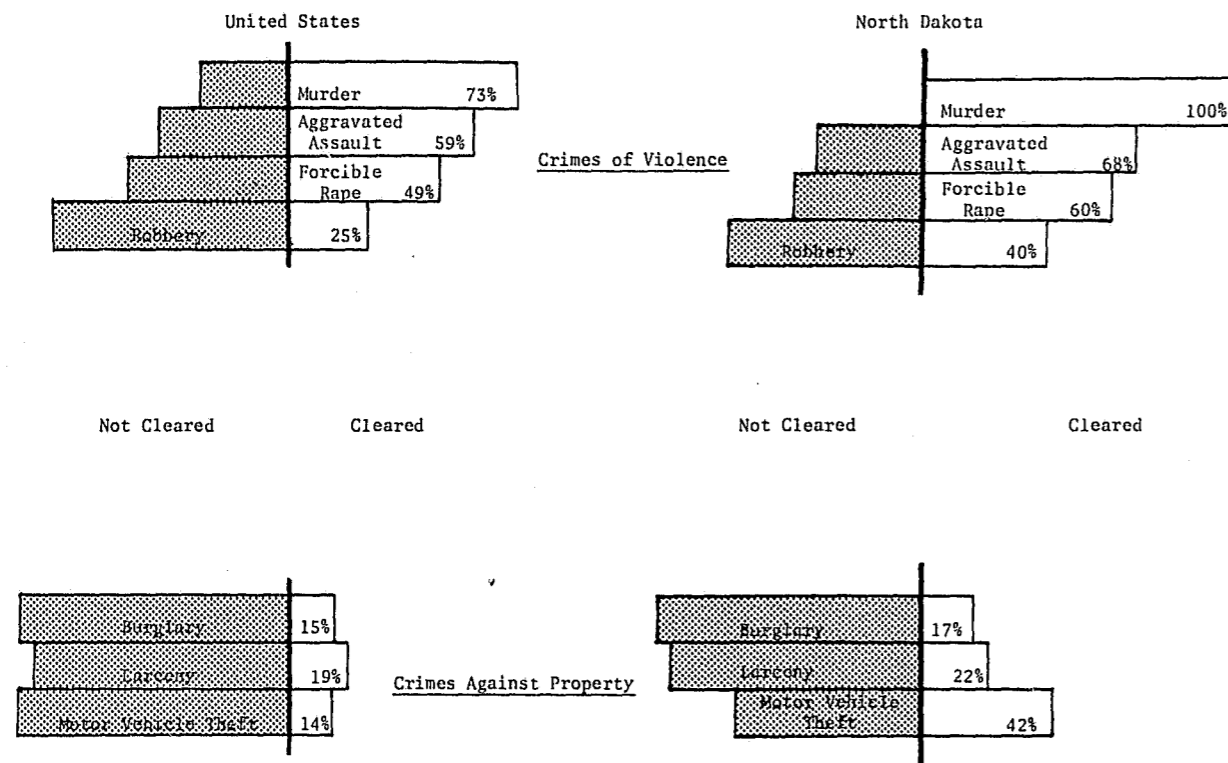 United States
North Dakota
Murder 73%
Aggravated
Assault 59%
Forcible
Rape 49%
Robbery 25%
Crimes of Violence
Murder 100%
Aggravated
Assault 68%
Forcible
Rape 60%
Robbery 40%
Not Cleared Cleared
Not Cleared Cleared
Burglary 15%
Larceny 19%
Motor Vehicle Theft 14%
Crimes Against Property
Burglary 17%
Larceny 22%
Motor Vehicle
Theft 42%